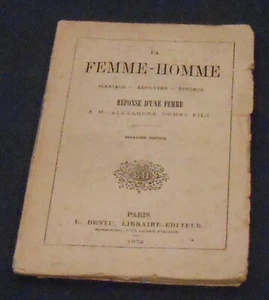 LA
FEMME-HOMME
MARIAGE — ADULTÈRE — DIVORCE
RÉPONSE D'UNE FEMME
A M. ALEXANDRE DUMAS FILS
PARIS
E. DENTU, LIBRAIRE-ÉDITEUR
1872